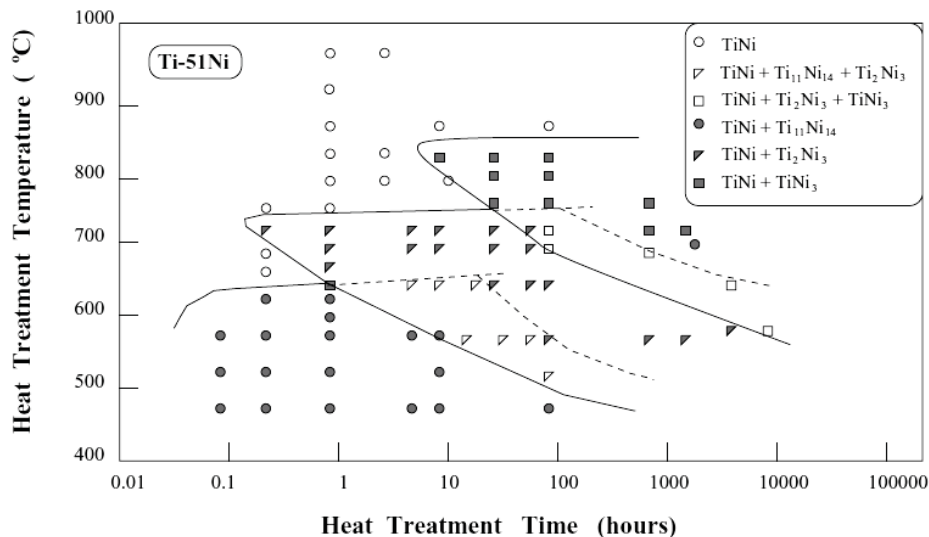 1000
900
800
700
600
500
400
Heat Treatment Temperature ( ºC)
Ti-51Ni
TiNi
TiNi + Ti₁₁Ni₁₄ + Ti₂Ni₃
TiNi + Ti₂Ni₃ + TiNi₃
TiNi + Ti₁₁Ni₁₄
TiNi + Ti₂Ni₃
TiNi + TiNi₃
0.01 0.1 1 10 100 1000 10000 100000
Heat Treatment Time (hours)